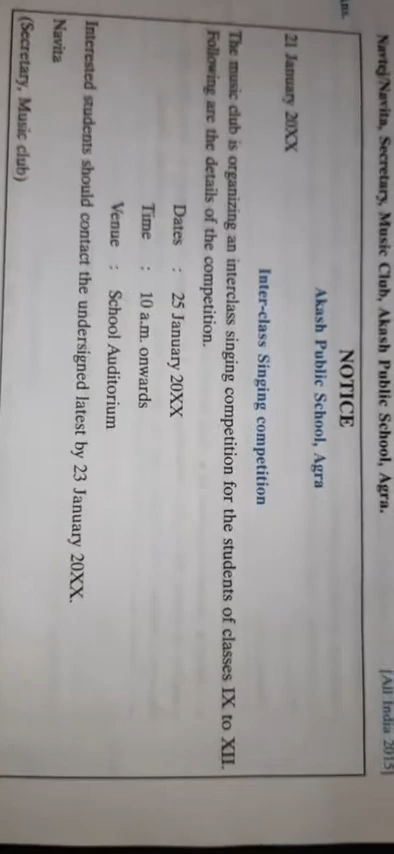 Navtej/Navita, Secretary, Music Club, Akash Public School, Agra. [All India 2015]
NOTICE
Akash Public School, Agra
21 January 20XX
Inter-class Singing competition
The music club is organizing an interclass singing competition for the students of classes IX to XII.
Following are the details of the competition.
Dates : 25 January 20XX
Time : 10 a.m. onwards
Venue : School Auditorium
Interested students should contact the undersigned latest by 23 January 20XX.
Navita
(Secretary, Music club)